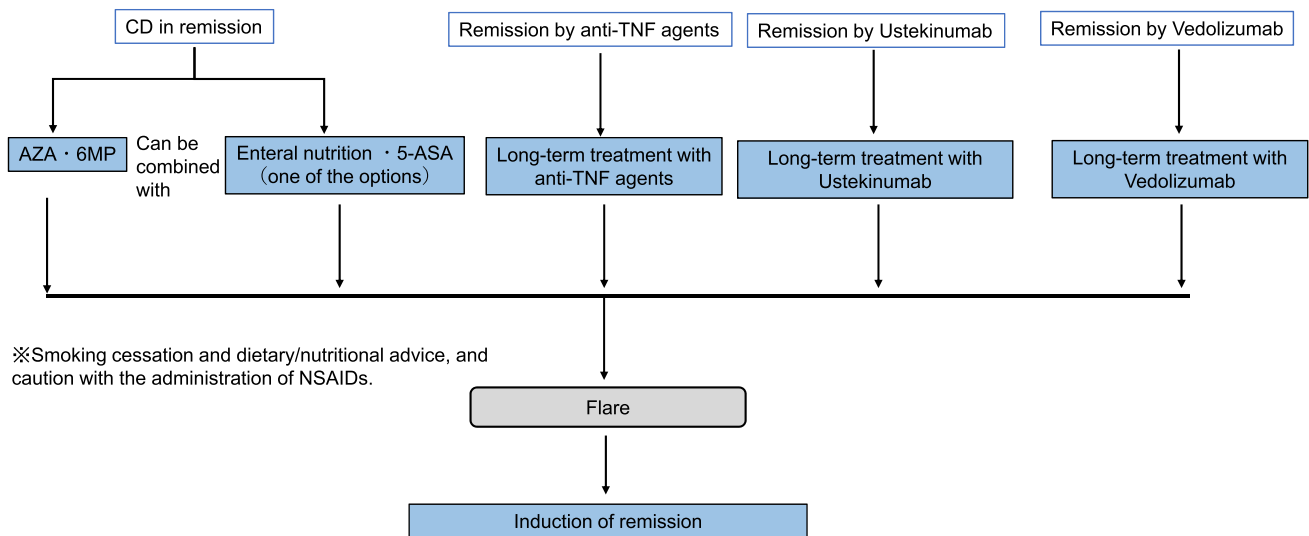 CD in remission
Remission by anti-TNF agents
Remission by Ustekinumab
Remission by Vedolizumab
AZA・6MP
Can be
combined
with
Enteral nutrition ・5-ASA
（one of the options）
Long-term treatment with
anti-TNF agents
Long-term treatment with
Ustekinumab
Long-term treatment with
Vedolizumab
※Smoking cessation and dietary/nutritional advice, and
caution with the administration of NSAIDs.
Flare
Induction of remission